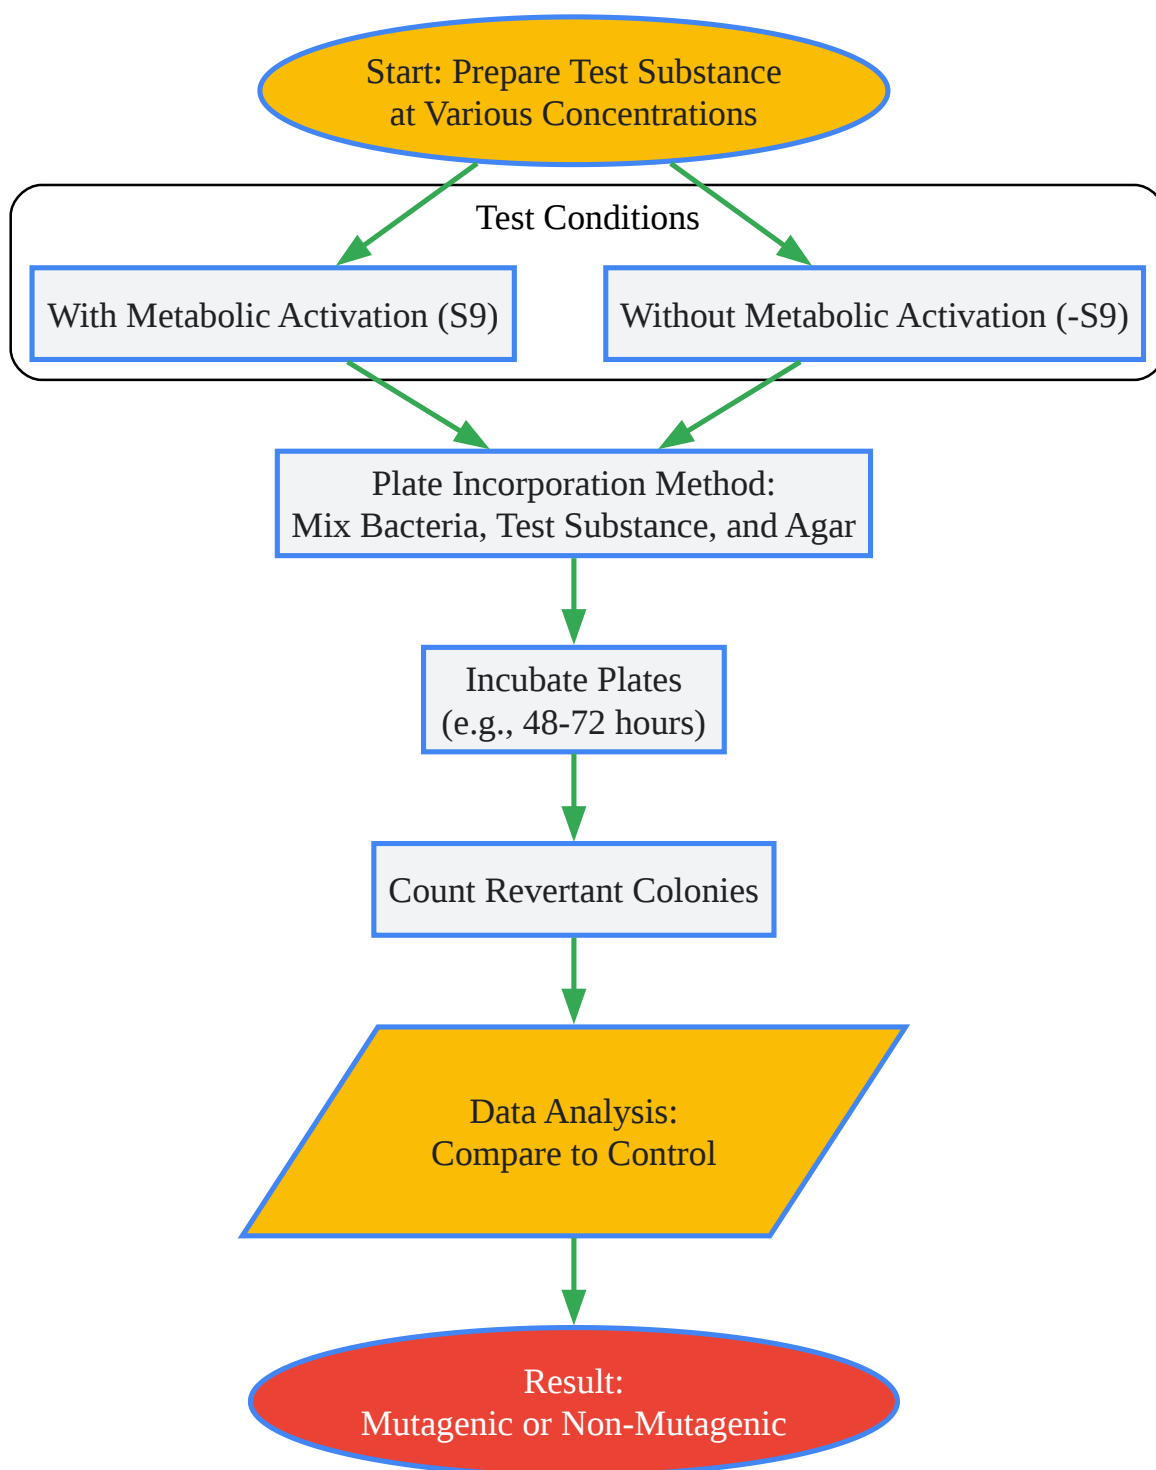 Start: Prepare Test Substance
at Various Concentrations
Test Conditions
With Metabolic Activation (S9)
Without Metabolic Activation (-S9)
Plate Incorporation Method:
Mix Bacteria, Test Substance, and Agar
Incubate Plates
(e.g., 48-72 hours)
Count Revertant Colonies
Data Analysis:
Compare to Control
Result:
Mutagenic or Non-Mutagenic